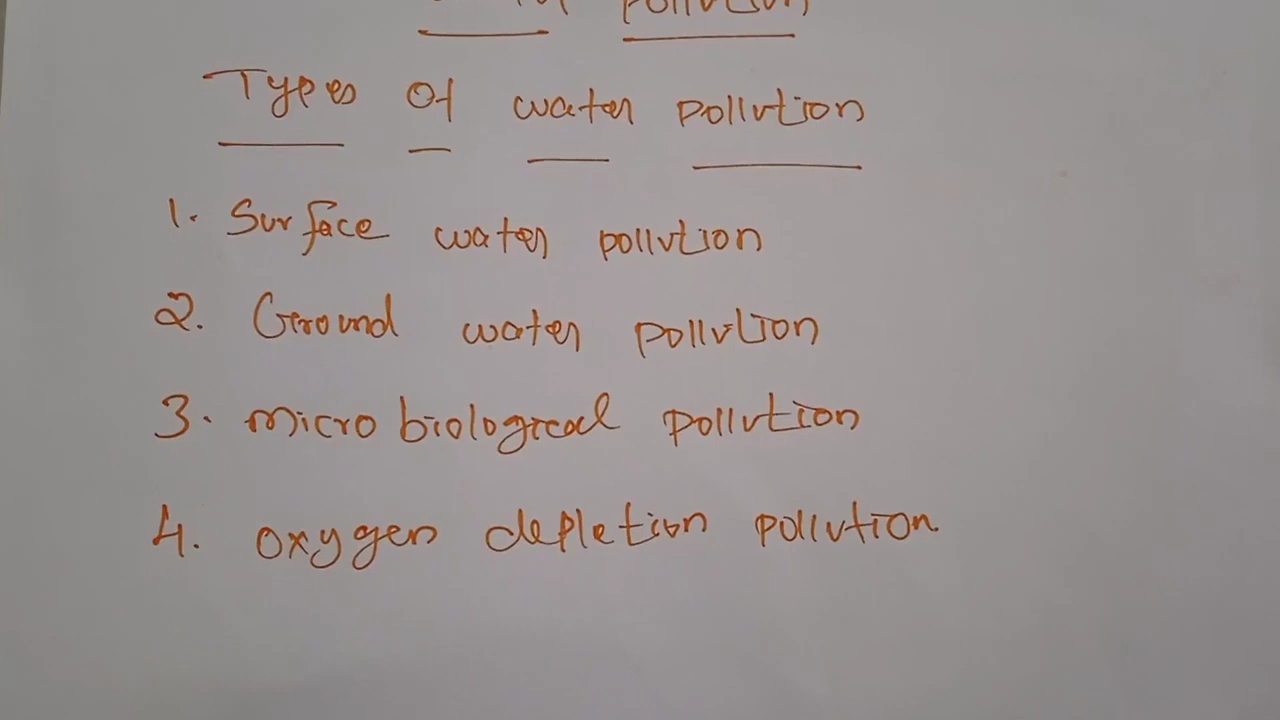 pollution
Types Of water pollution
1. Surface water pollution
2. Ground water pollution
3. micro biological pollution
4. oxygen depletion pollution